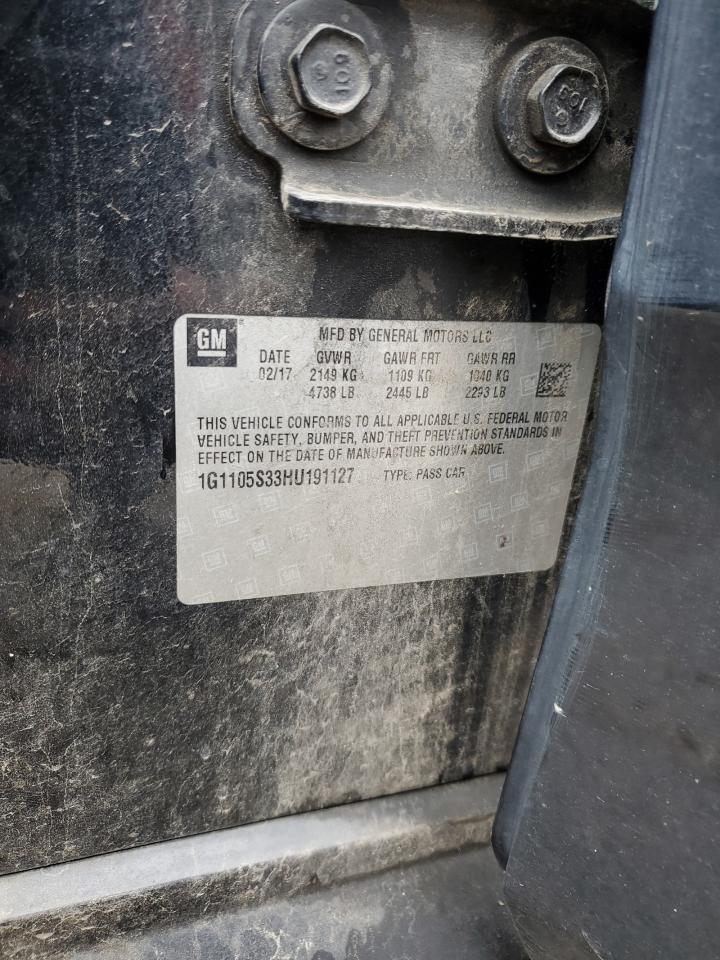 GM
MFD BY GENERAL MOTORS LLC
DATE GVWR GAWR FRT GAWR RR
02/17 2149 KG 1109 KG 1040 KG
4738 LB 2445 LB 2293 LB
THIS VEHICLE CONFORMS TO ALL APPLICABLE U.S. FEDERAL MOTOR
VEHICLE SAFETY, BUMPER, AND THEFT PREVENTION STANDARDS IN
EFFECT ON THE DATE OF MANUFACTURE SHOWN ABOVE.
1G1105S33HU191127 TYPE: PASS CAR